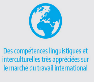 Des compétences linguistiques et
interculturelles très appréciées sur
le marché du travail international